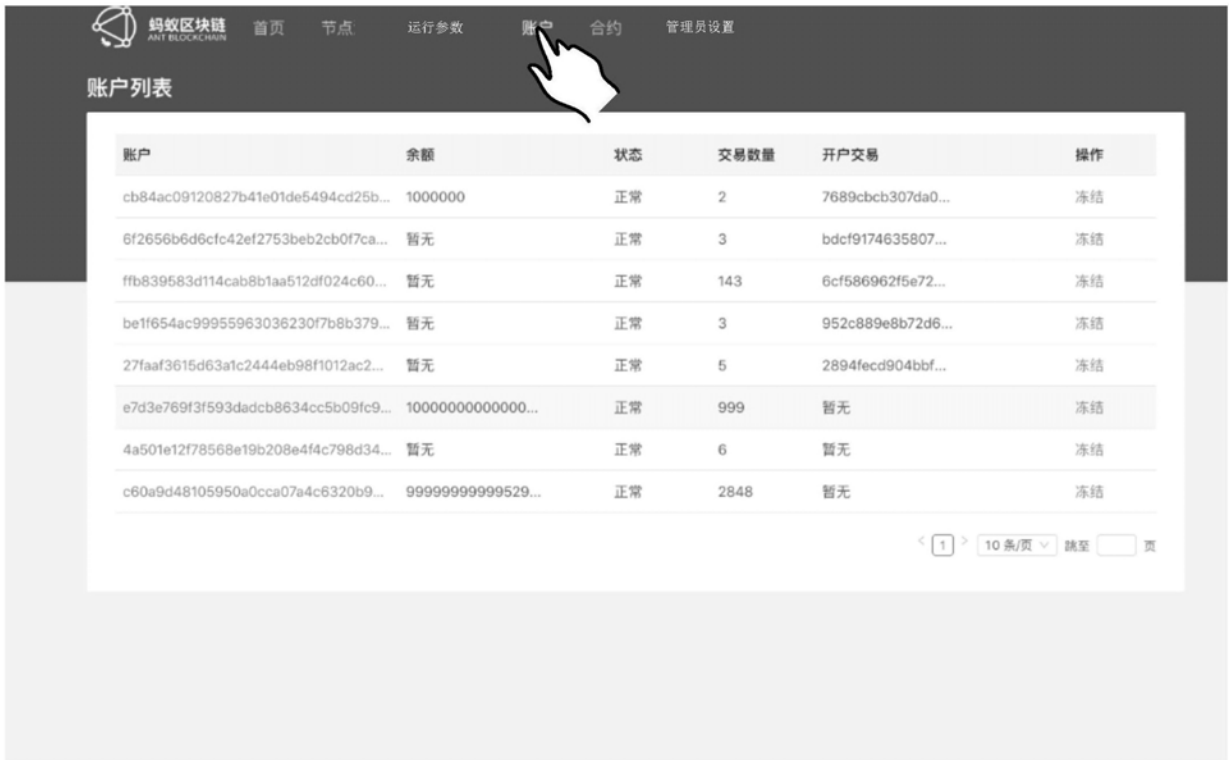 蚂蚁区块链 首页 节点 运行参数 账户 合约 管理员设置
ANT BLOCKCHAIN
账户列表
账户 余额 状态 交易数量 开户交易 操作
cb84ac09120827b41e01de5494cd25b... 1000000 正常 2 7689cbcb307da0... 冻结
6f2656b6d6cfc42ef2753beb2cb0f7ca... 暂无 正常 3 bdcf9174635807... 冻结
ffb839583d114cab8b1aa512df024c60... 暂无 正常 143 6cf586962f5e72... 冻结
be1f654ac99955963036230f7b8b379... 暂无 正常 3 952c889e8b72d6... 冻结
27faaf3615d63a1c2444eb98f1012ac2... 暂无 正常 5 2894fecd904bbf... 冻结
e7d3e769f3f593dadcb8634cc5b09fc9... 10000000000000... 正常 999 暂无 冻结
4a501e12f78568e19b208e4f4c798d34... 暂无 正常 6 暂无 冻结
c60a9d48105950a0cca07a4c6320b9... 99999999999529... 正常 2848 暂无 冻结
< 1 > 10 条/页 跳至 页